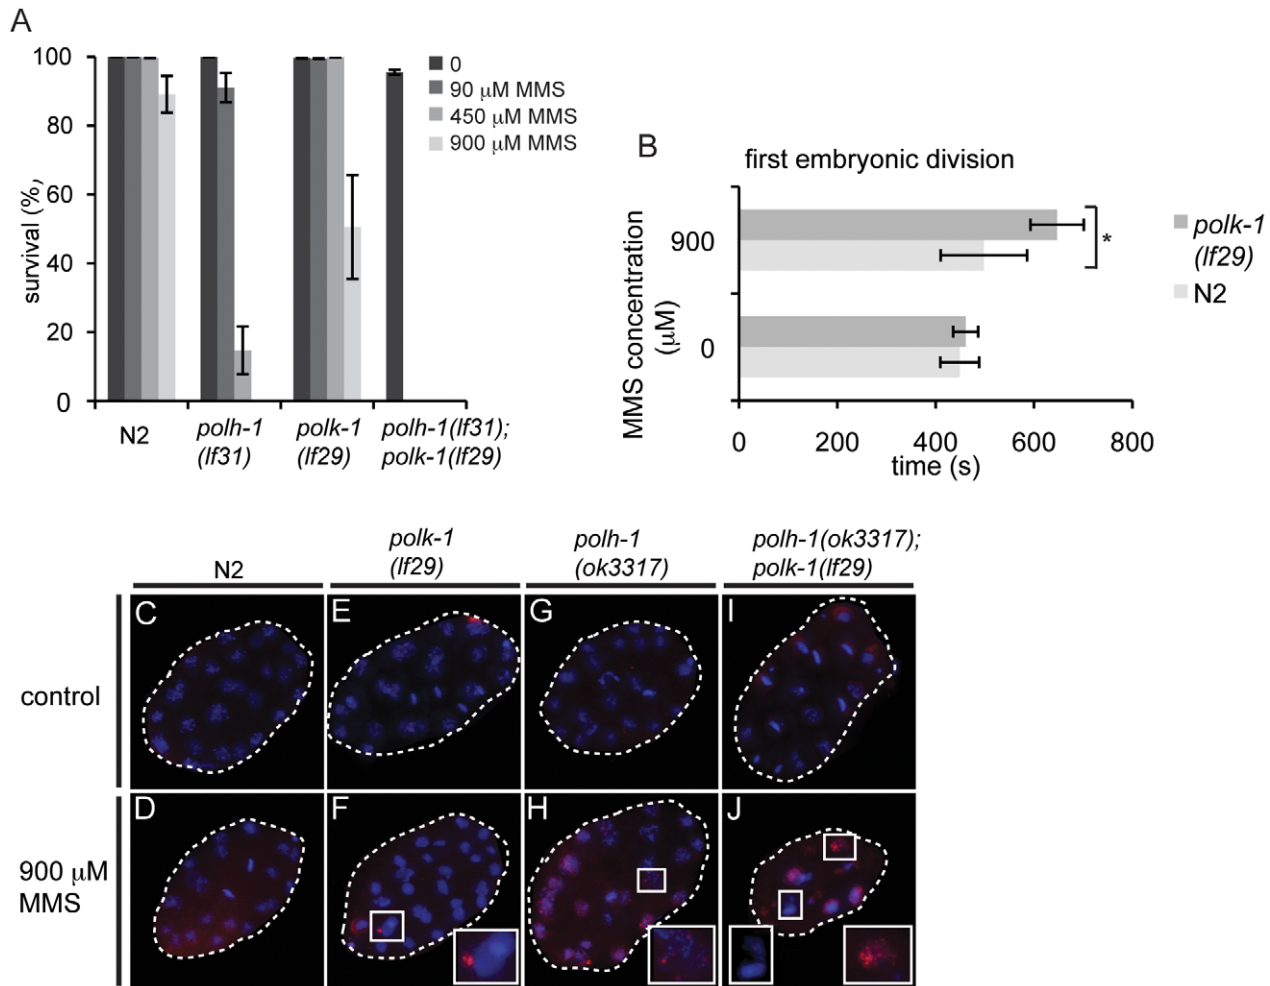 A
100
80
60
40
20
0
survival (%)
0
90 μM MMS
450 μM MMS
900 μM MMS
N2
polh-1
(lf31)
polk-1
(lf29)
polh-1(lf31);
polk-1(lf29)
B
first embryonic division
MMS concentration
(μM)
900
0
*
0
200
400
600
800
time (s)
polk-1
(lf29)
N2
N2
polk-1
(lf29)
polh-1
(ok3317)
polh-1(ok3317);
polk-1(lf29)
control
C
E
G
I
900 μM
MMS
D
F
H
J